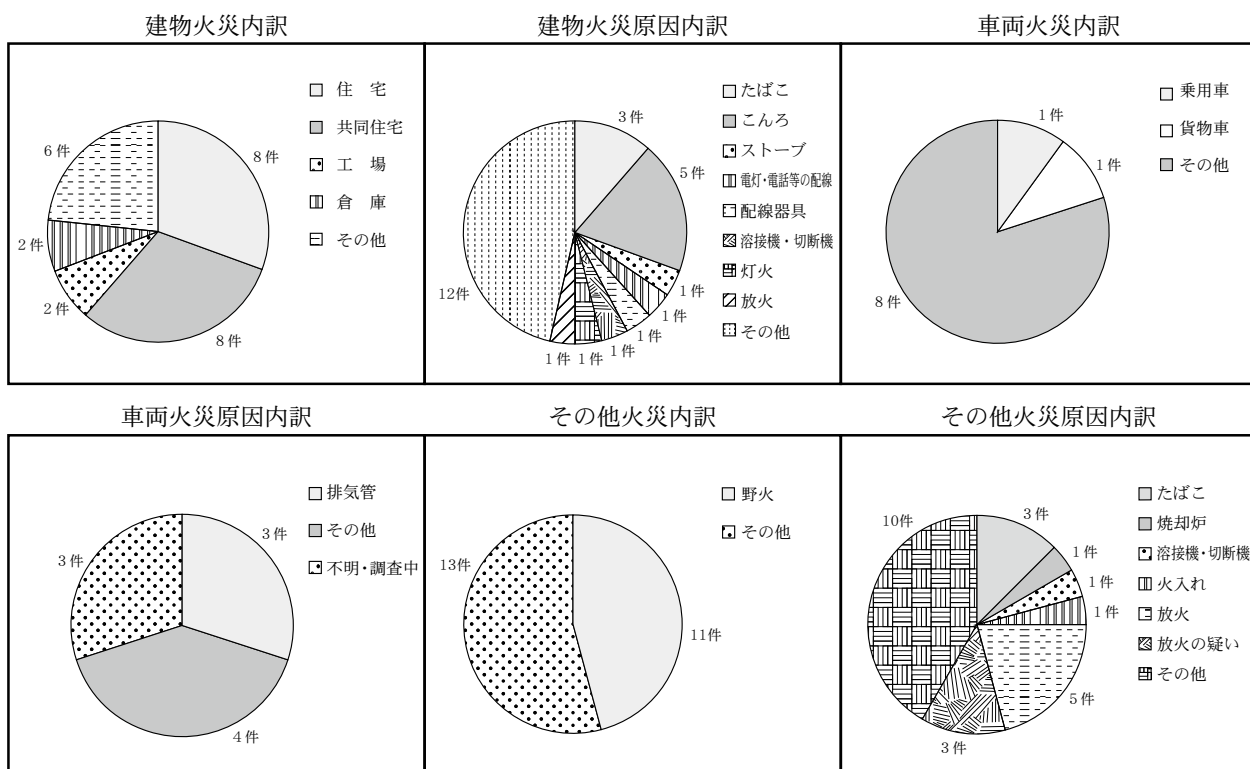 建物火災内訳
住　宅
共同住宅
工　場
倉　庫
その他
8件
8件
2件
2件
6件
建物火災原因内訳
たばこ
こんろ
ストーブ
電灯・電話等の配線
配線器具
溶接機・切断機
灯火
放火
その他
3件
5件
1件
1件
1件
1件
1件
1件
12件
車両火災内訳
乗用車
貨物車
その他
1件
1件
8件
車両火災原因内訳
排気管
その他
不明・調査中
3件
4件
3件
その他火災内訳
野火
その他
11件
13件
その他火災原因内訳
たばこ
焼却炉
溶接機・切断機
火入れ
放火
放火の疑い
その他
3件
1件
1件
1件
5件
3件
10件